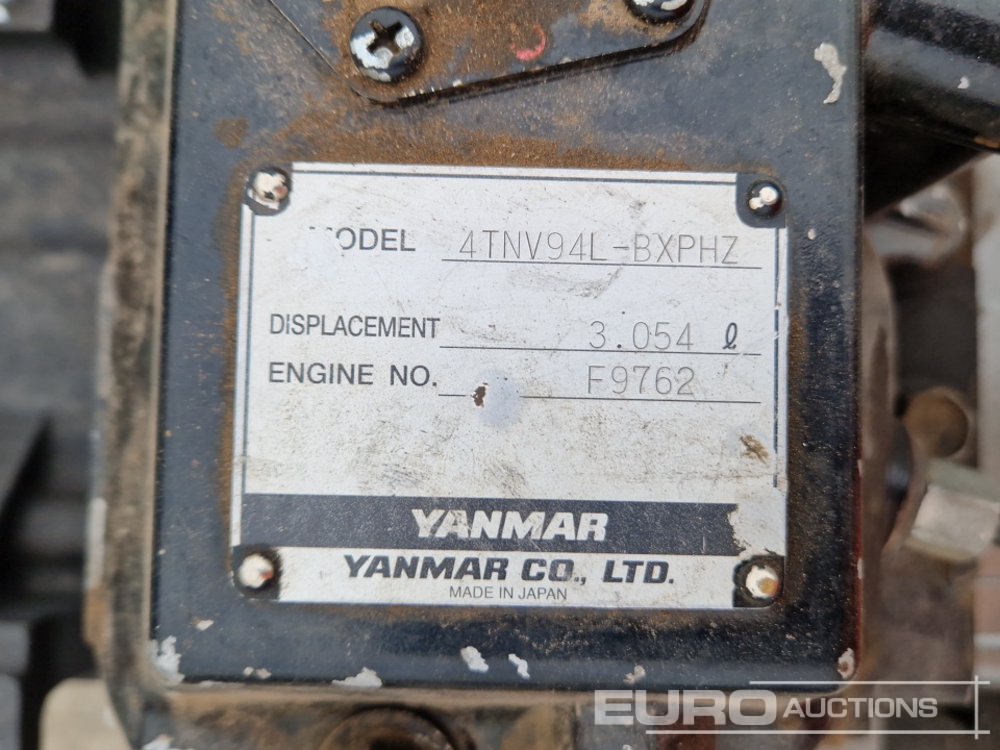 MODEL 4TNV94L-BXPHZ
DISPLACEMENT 3.054 ℓ
ENGINE NO. F9762
YANMAR
YANMAR CO., LTD.
MADE IN JAPAN
EURO AUCTIONS